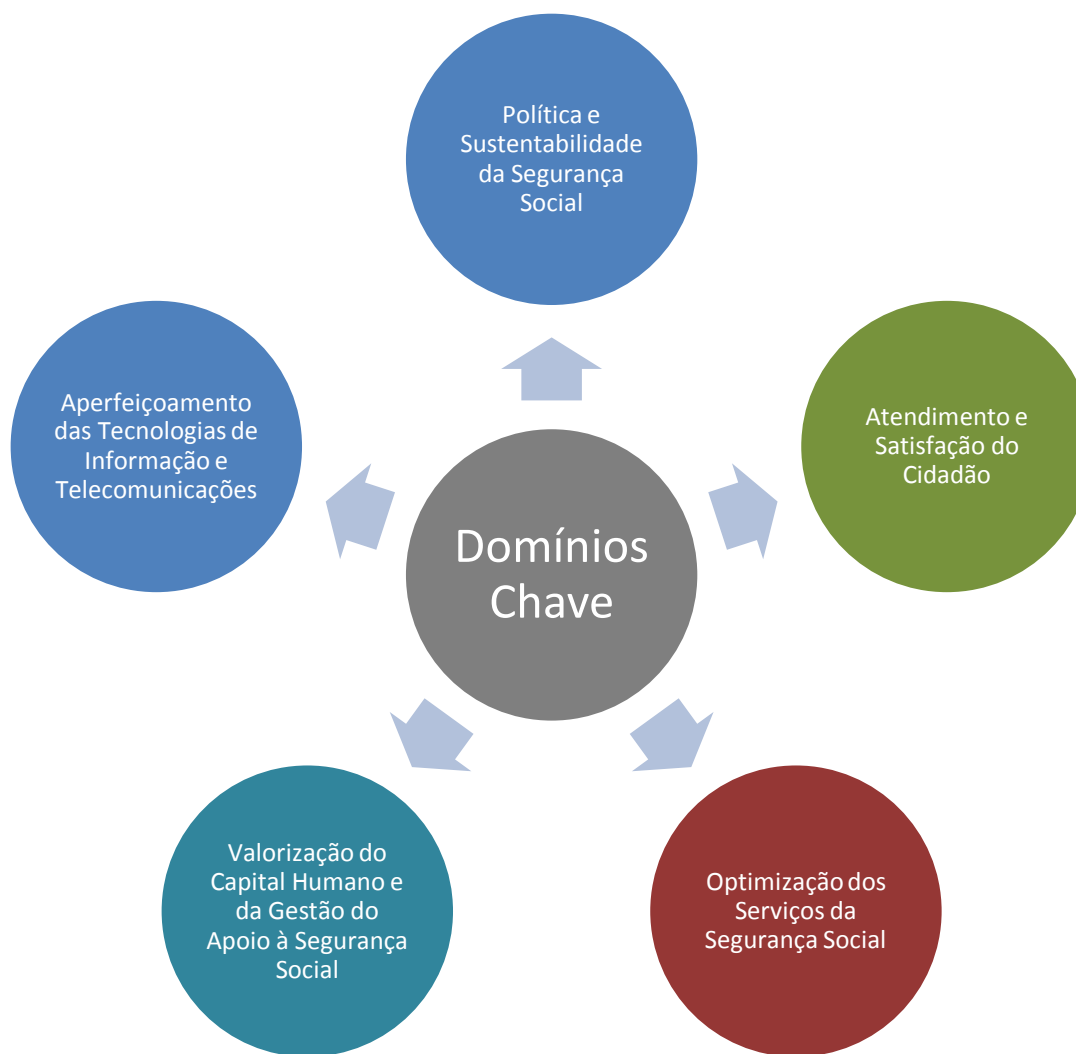 Política e
Sustentabilidade
da Segurança
Social
Aperfeiçoamento
das Tecnologias de
Informação e
Telecomunicações
Atendimento e
Satisfação do
Cidadão
Domínios
Chave
Valorização do
Capital Humano e
da Gestão do
Apoio à Segurança
Social
Optimização dos
Serviços da
Segurança Social